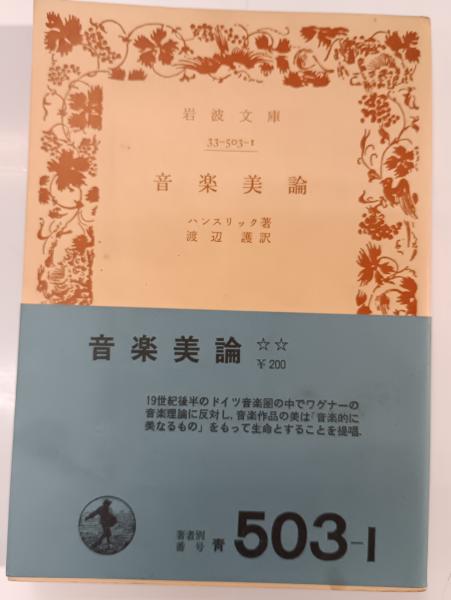 岩波文庫
33-503-1
音楽美論
ハンスリック著
渡辺 護訳
音楽美論 ☆☆
¥200
19世紀後半のドイツ音楽圏の中でワグナーの
音楽理論に反対し,音楽作品の美は「音楽的に
美なるもの」をもって生命とすることを提唱.
著者別
番号 青 503-1